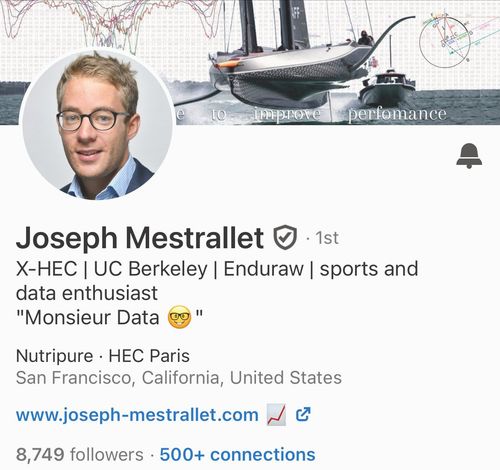 e to improve perfomance
Joseph Mestrallet · 1st
X-HEC | UC Berkeley | Enduraw | sports and
data enthusiast
"Monsieur Data 🤓"
Nutripure · HEC Paris
San Francisco, California, United States
www.joseph-mestrallet.com 📈
8,749 followers · 500+ connections